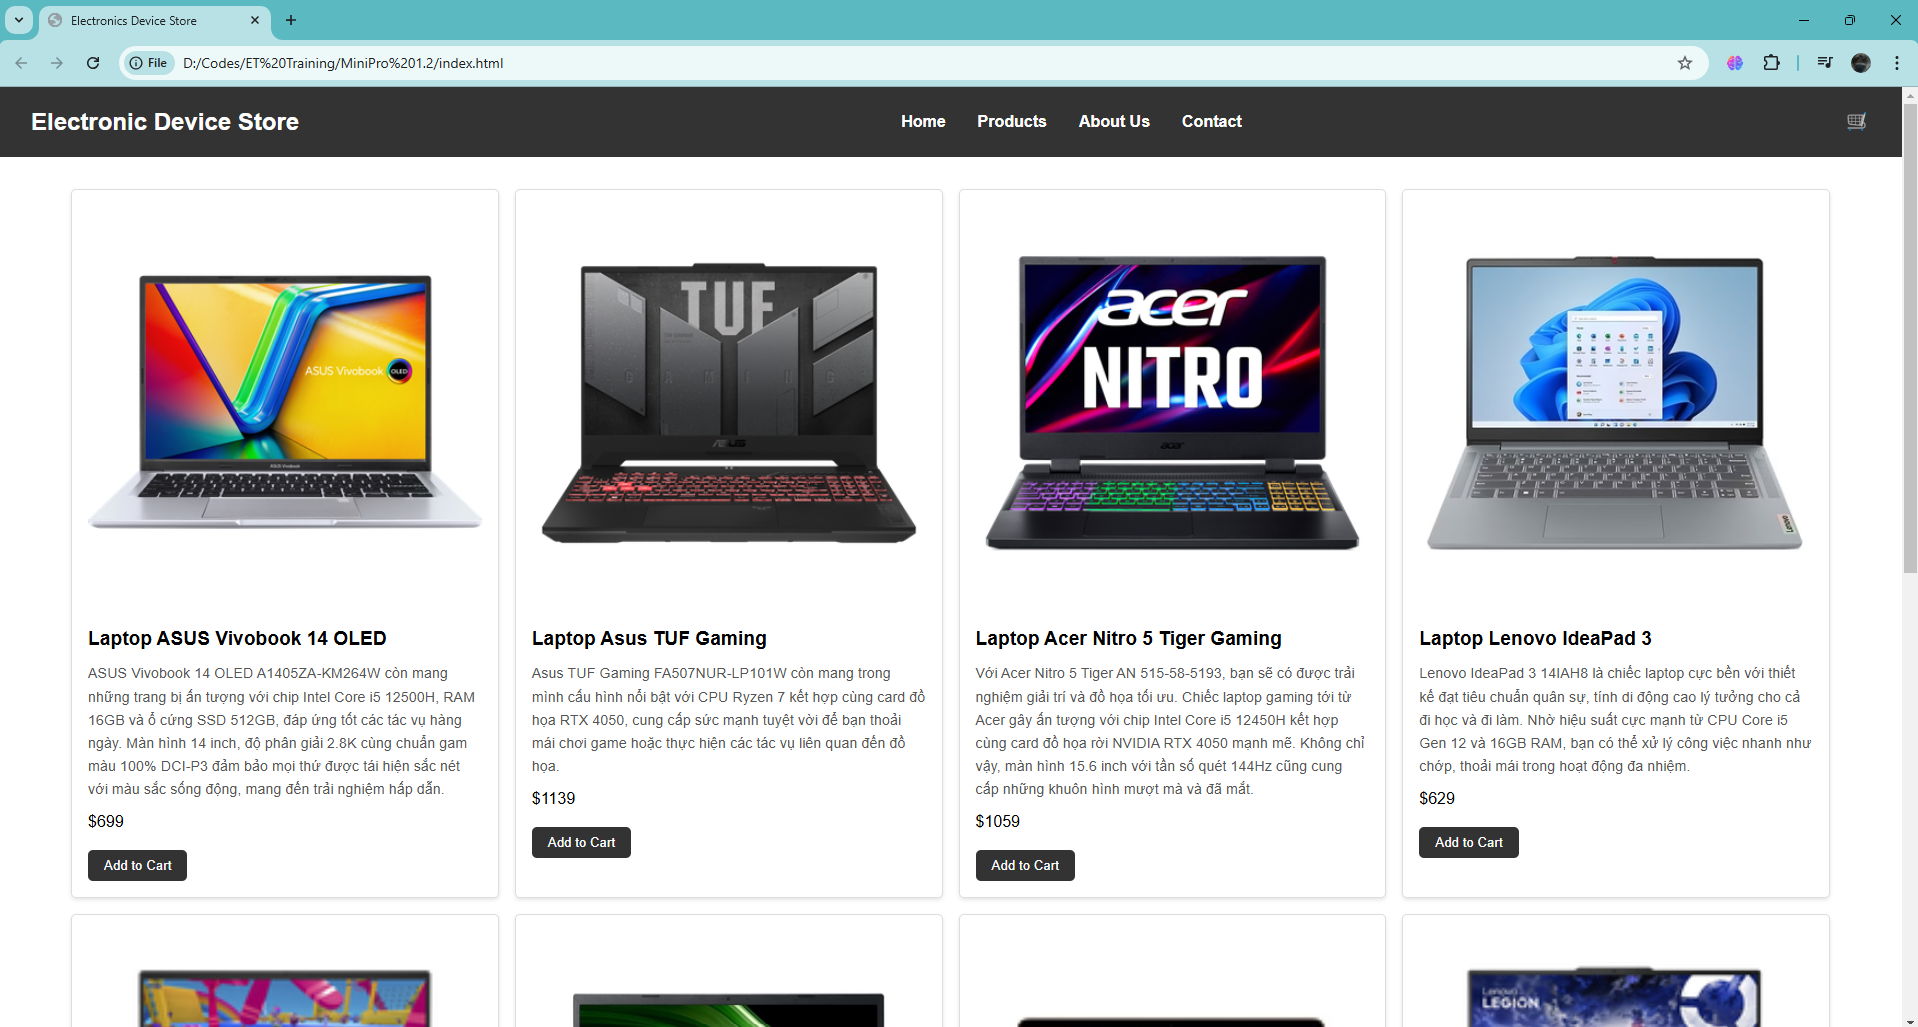 Electronics Device Store
File
D:/Codes/ET%20Training/MiniPro%201.2/index.html
Electronic Device Store
Home
Products
About Us
Contact
ASUS Vivobook OLED
TUF
GAMING
ASUS
acer
NITRO
acer
Lenovo
Laptop ASUS Vivobook 14 OLED
ASUS Vivobook 14 OLED A1405ZA-KM264W còn mang
những trang bị ấn tượng với chip Intel Core i5 12500H, RAM
16GB và ổ cứng SSD 512GB, đáp ứng tốt các tác vụ hàng
ngày. Màn hình 14 inch, độ phân giải 2.8K cùng chuẩn gam
màu 100% DCI-P3 đảm bảo mọi thứ được tái hiện sắc nét
với màu sắc sống động, mang đến trải nghiệm hấp dẫn.
$699
Add to Cart
Laptop Asus TUF Gaming
Asus TUF Gaming FA507NUR-LP101W còn mang trong
mình cấu hình nổi bật với CPU Ryzen 7 kết hợp cùng card đồ
họa RTX 4050, cung cấp sức mạnh tuyệt vời để bạn thoải
mái chơi game hoặc thực hiện các tác vụ liên quan đến đồ
họa.
$1139
Add to Cart
Laptop Acer Nitro 5 Tiger Gaming
Với Acer Nitro 5 Tiger AN 515-58-5193, bạn sẽ có được trải
nghiệm giải trí và đồ họa tối ưu. Chiếc laptop gaming tới từ
Acer gây ấn tượng với chip Intel Core i5 12450H kết hợp
cùng card đồ họa rời NVIDIA RTX 4050 mạnh mẽ. Không chỉ
vậy, màn hình 15.6 inch với tần số quét 144Hz cũng cung
cấp những khuôn hình mượt mà và đã mắt.
$1059
Add to Cart
Laptop Lenovo IdeaPad 3
Lenovo IdeaPad 3 14IAH8 là chiếc laptop cực bền với thiết
kế đạt tiêu chuẩn quân sự, tính di động cao lý tưởng cho cả
đi học và đi làm. Nhờ hiệu suất cực mạnh từ CPU Core i5
Gen 12 và 16GB RAM, bạn có thể xử lý công việc nhanh như
chớp, thoải mái trong hoạt động đa nhiệm.
$629
Add to Cart
Lenovo
LEGION